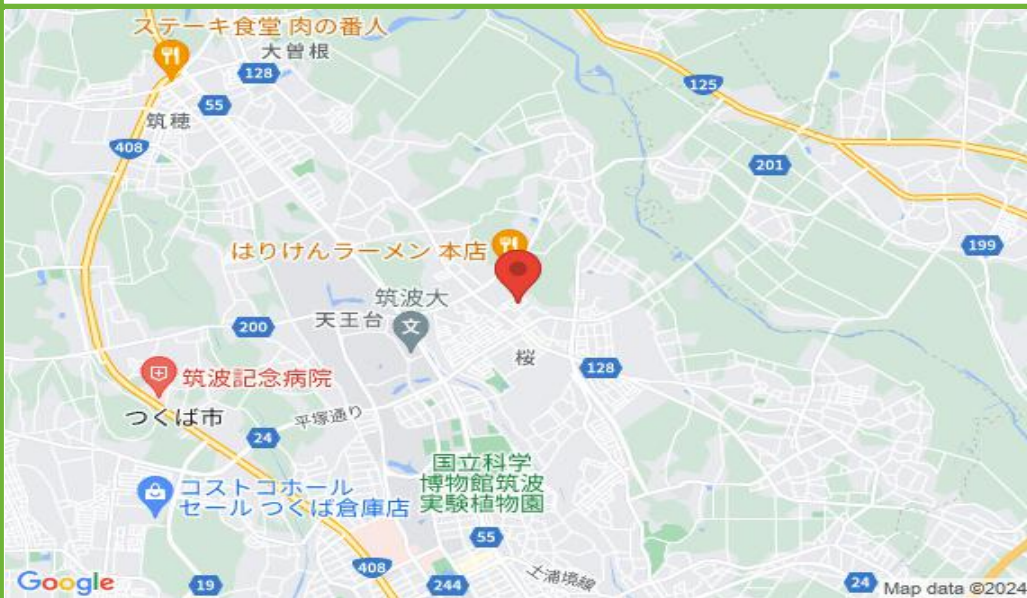 ステーキ食堂 肉の番人
大曽根
128
125
55
筑穂
408
201
はりけんラーメン 本店
199
筑波大
天王台
文
200
桜
128
筑波記念病院
つくば市
平塚通り
24
国立科学
博物館筑波
実験植物園
コストコホール
セール つくば倉庫店
55
408
土浦境線
Google
19
244
24
Map data ©2024